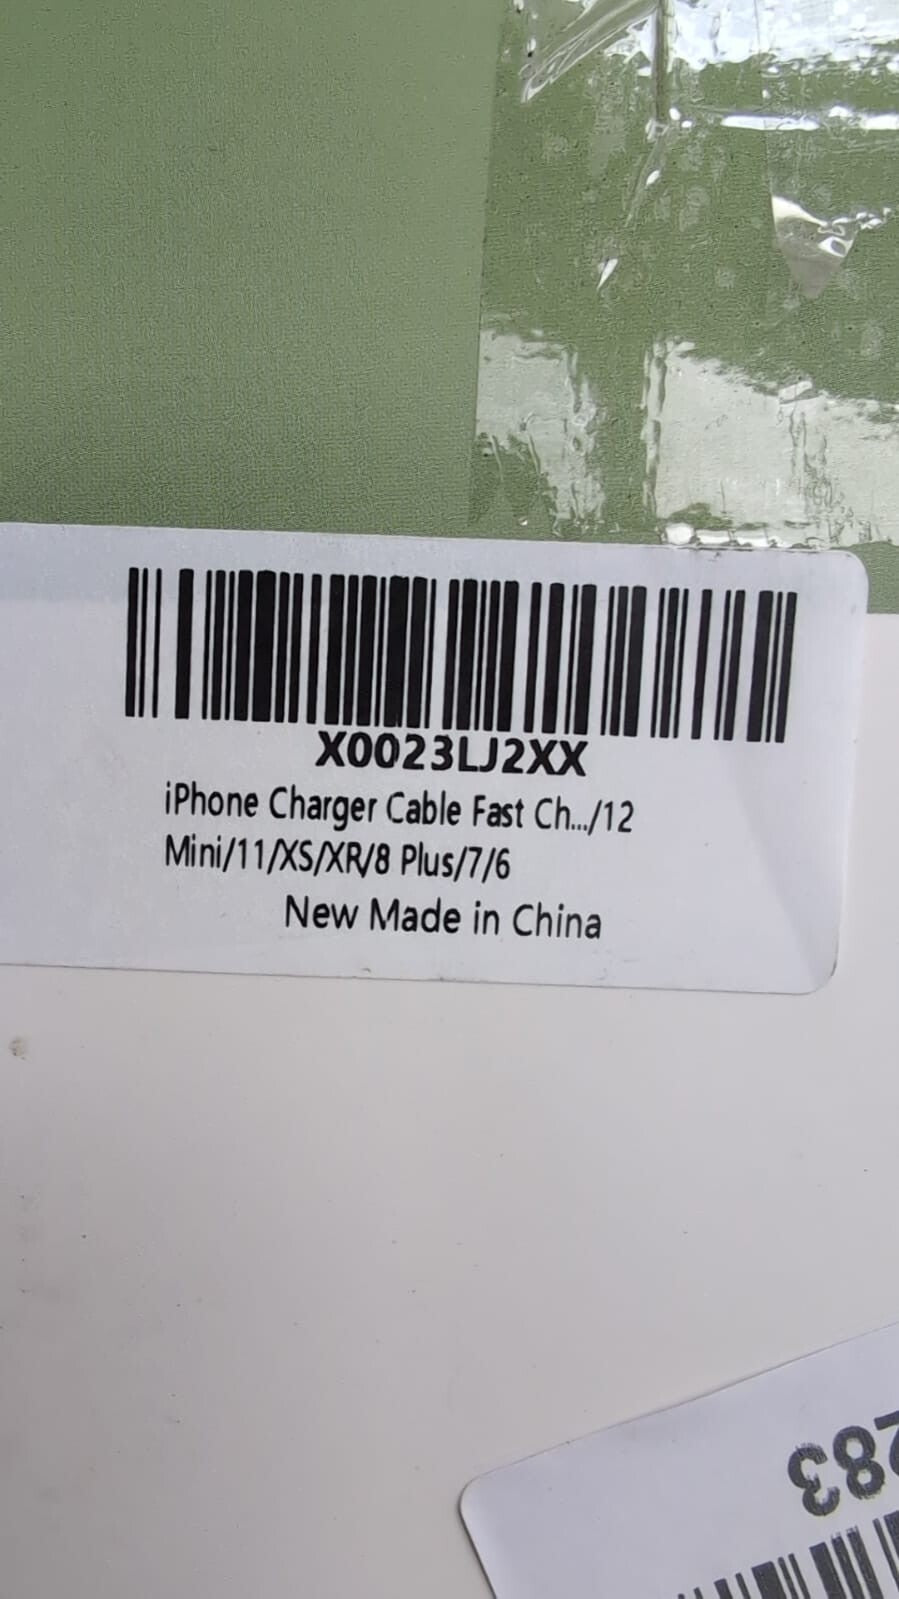 X0023LJ2XX
iPhone Charger Cable Fast Ch.../12
Mini/11/XS/XR/8 Plus/7/6
New Made in China
283